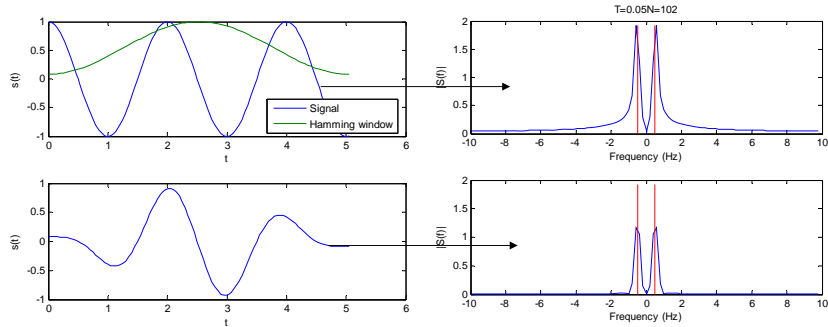 T=0.05N=102
1
0.5
0
-0.5
-1
s(t)
0 1 2 3 4 5 6
t
Signal
Hamming window
2
1.5
1
0.5
0
|S(f)|
-10 -8 -6 -4 -2 0 2 4 6 8 10
Frequency (Hz)
1
0.5
0
-0.5
-1
s(t)
0 1 2 3 4 5 6
t
2
1.5
1
0.5
0
|S(f)|
-10 -8 -6 -4 -2 0 2 4 6 8 10
Frequency (Hz)